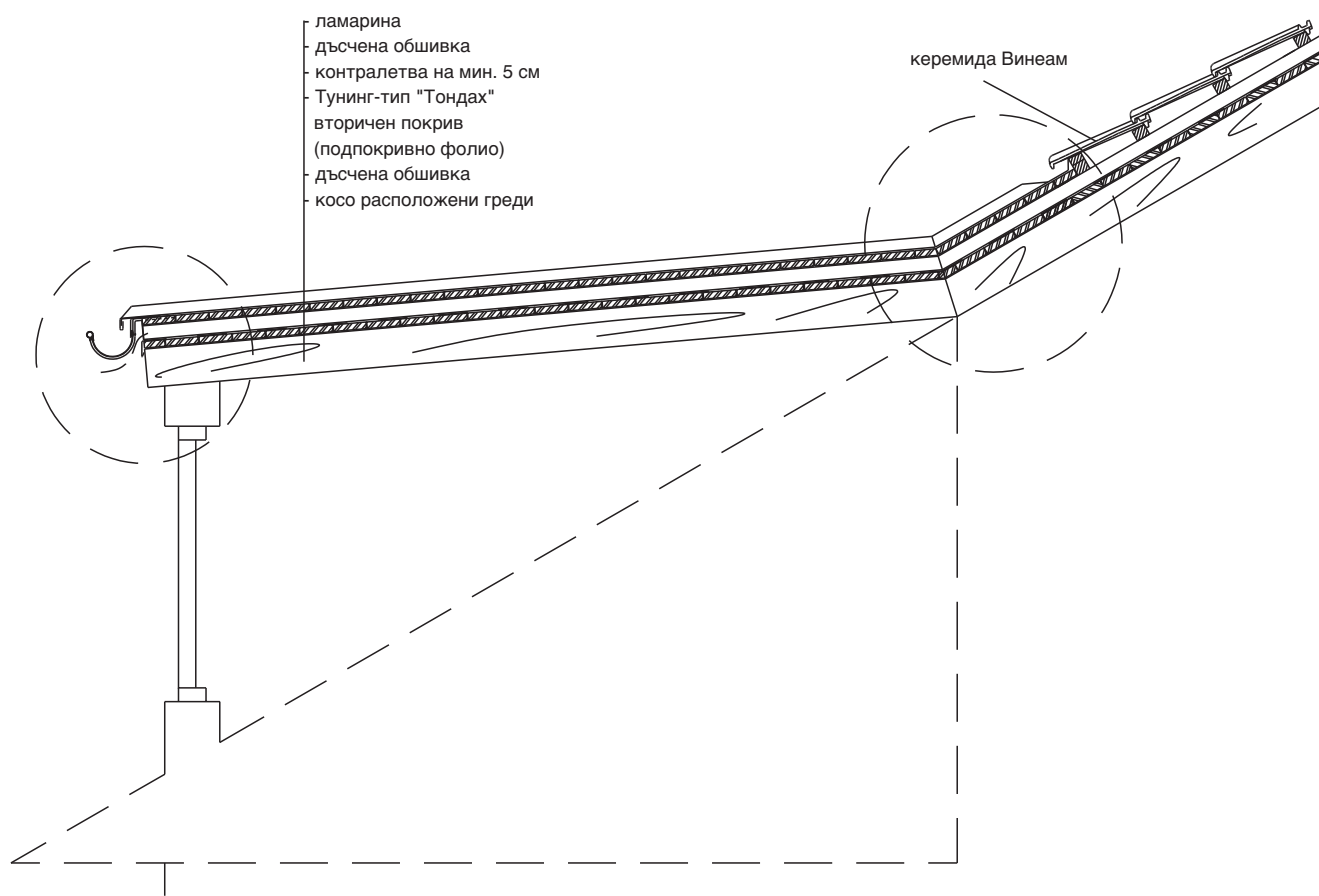 ламарина
дъсчена обшивка
контралетва на мин. 5 см
Тунинг-тип "Тондах"
вторичен покрив
(подпокривно фолио)
дъсчена обшивка
косо расположени греди
керемида Винеам